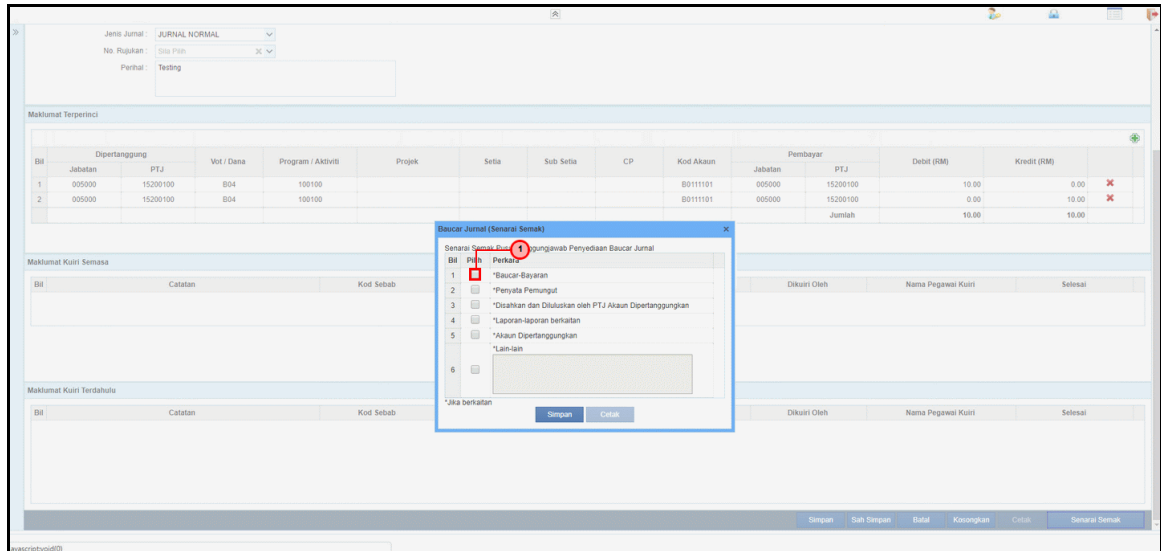 Jenis Jurnal : JURNAL NORMAL
No. Rujukan : Sila Pilih
Perihal : Testing
Maklumat Terperinci
Bil Dipertanggung Vot / Dana Program / Aktiviti Projek Setia Sub Setia CP Kod Akaun Pembayar Debit (RM) Kredit (RM)
Jabatan PTJ Jabatan PTJ
1 005000 15200100 B04 100100 B0111101 005000 15200100 10.00 0.00
2 005000 15200100 B04 100100 B0111101 005000 15200100 0.00 10.00
Jumlah 10.00 10.00
Baucar Jurnal (Senarai Semak)
Senarai Semak ggungjawab Penyediaan Baucar Jurnal
1
Bil Pilih Perkara
1 *Baucar-Bayaran
2 *Penyata Pemungut
3 *Disahkan dan Diluluskan oleh PTJ Akaun Dipertanggungkan
4 *Laporan-laporan berkaitan
5 *Akaun Dipertanggungkan
6 *Lain-lain
*Jika berkaitan
Simpan Cetak
Maklumat Kuiri Semasa
Bil Catatan Kod Sebab Dikuiri Oleh Nama Pegawai Kuiri Selesai
Maklumat Kuiri Terdahulu
Bil Catatan Kod Sebab Dikuiri Oleh Nama Pegawai Kuiri Selesai
Simpan Sah Simpan Batal Kosongkan Cetak Senarai Semak
avascript:void(0)